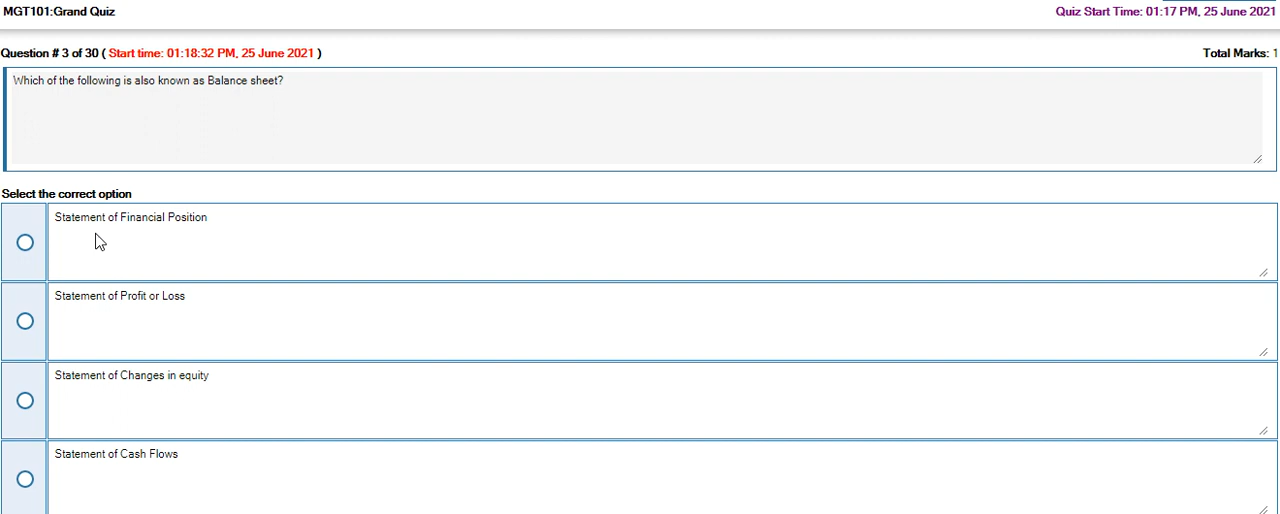 MGT101:Grand Quiz
Quiz Start Time: 01:17 PM, 25 June 2021
Question # 3 of 30 ( Start time: 01:18:32 PM, 25 June 2021 )
Total Marks: 1
Which of the following is also known as Balance sheet?
Select the correct option
Statement of Financial Position
Statement of Profit or Loss
Statement of Changes in equity
Statement of Cash Flows